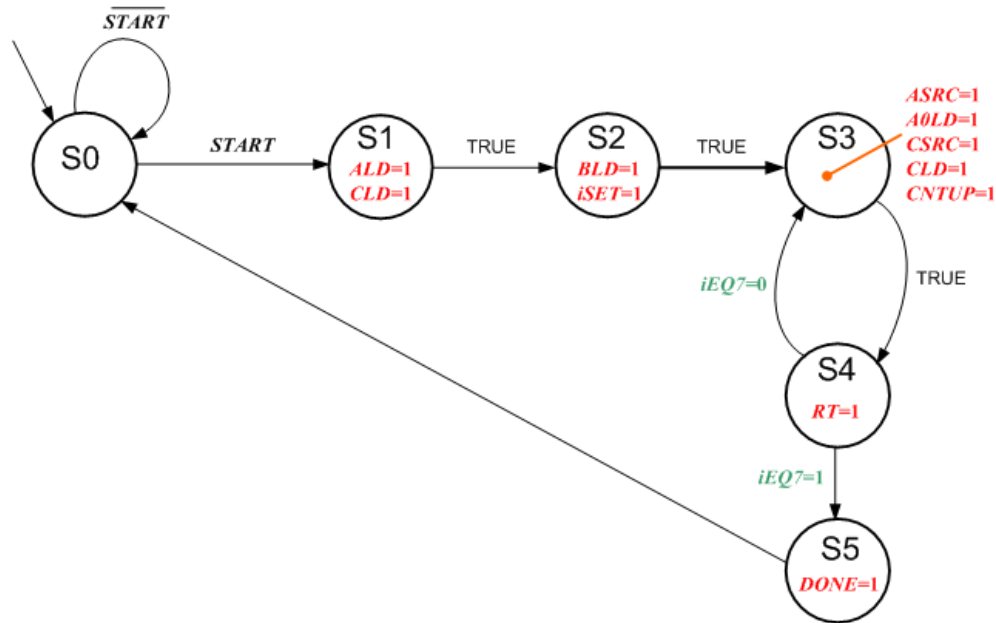 START
S0
START
S1
ALD=1
CLD=1
TRUE
S2
BLD=1
iSET=1
TRUE
S3
ASRC=1
A0LD=1
CSRC=1
CLD=1
CNTUP=1
iEQ7=0
TRUE
S4
RT=1
iEQ7=1
S5
DONE=1